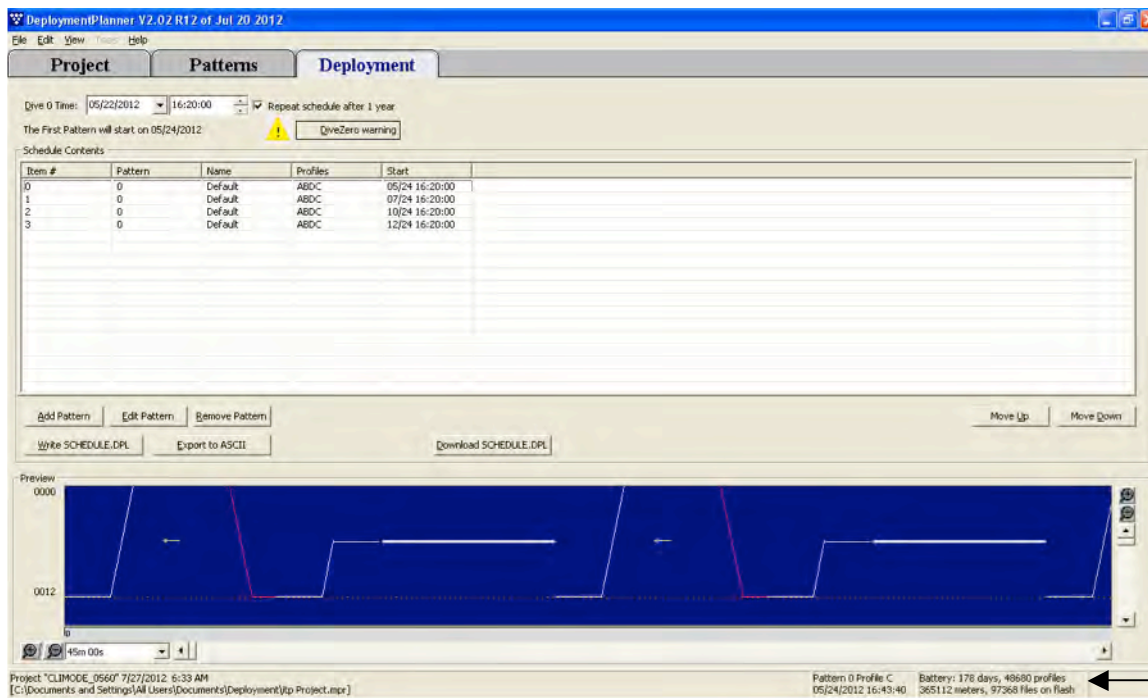 DeploymentPlanner V2.02 R12 of Jul 20 2012
File Edit View Tools Help
Project Patterns Deployment
Dive 0 Time: 05/22/2012 16:20:00 Repeat schedule after 1 year
The First Pattern will start on 05/24/2012 DiveZero warning
Schedule Contents
Item # Pattern Name Profiles Start
0 0 Default ABDC 05/24 16:20:00
1 0 Default ABDC 07/24 16:20:00
2 0 Default ABDC 10/24 16:20:00
3 0 Default ABDC 12/24 16:20:00
Add Pattern Edit Pattern Remove Pattern Move Up Move Down
Write SCHEDULE.DPL Export to ASCII Download SCHEDULE.DPL
Preview
0000
0012
0
45m 00s
Project "CLIMODE_0560" 7/27/2012 6:33 AM Pattern 0 Profile C Battery: 178 days, 48680 profiles
[C:\Documents and Settings\All Users\Documents\Deployment\itp Project.mpr] 05/24/2012 16:43:40 365112 meters, 97368 files on flash